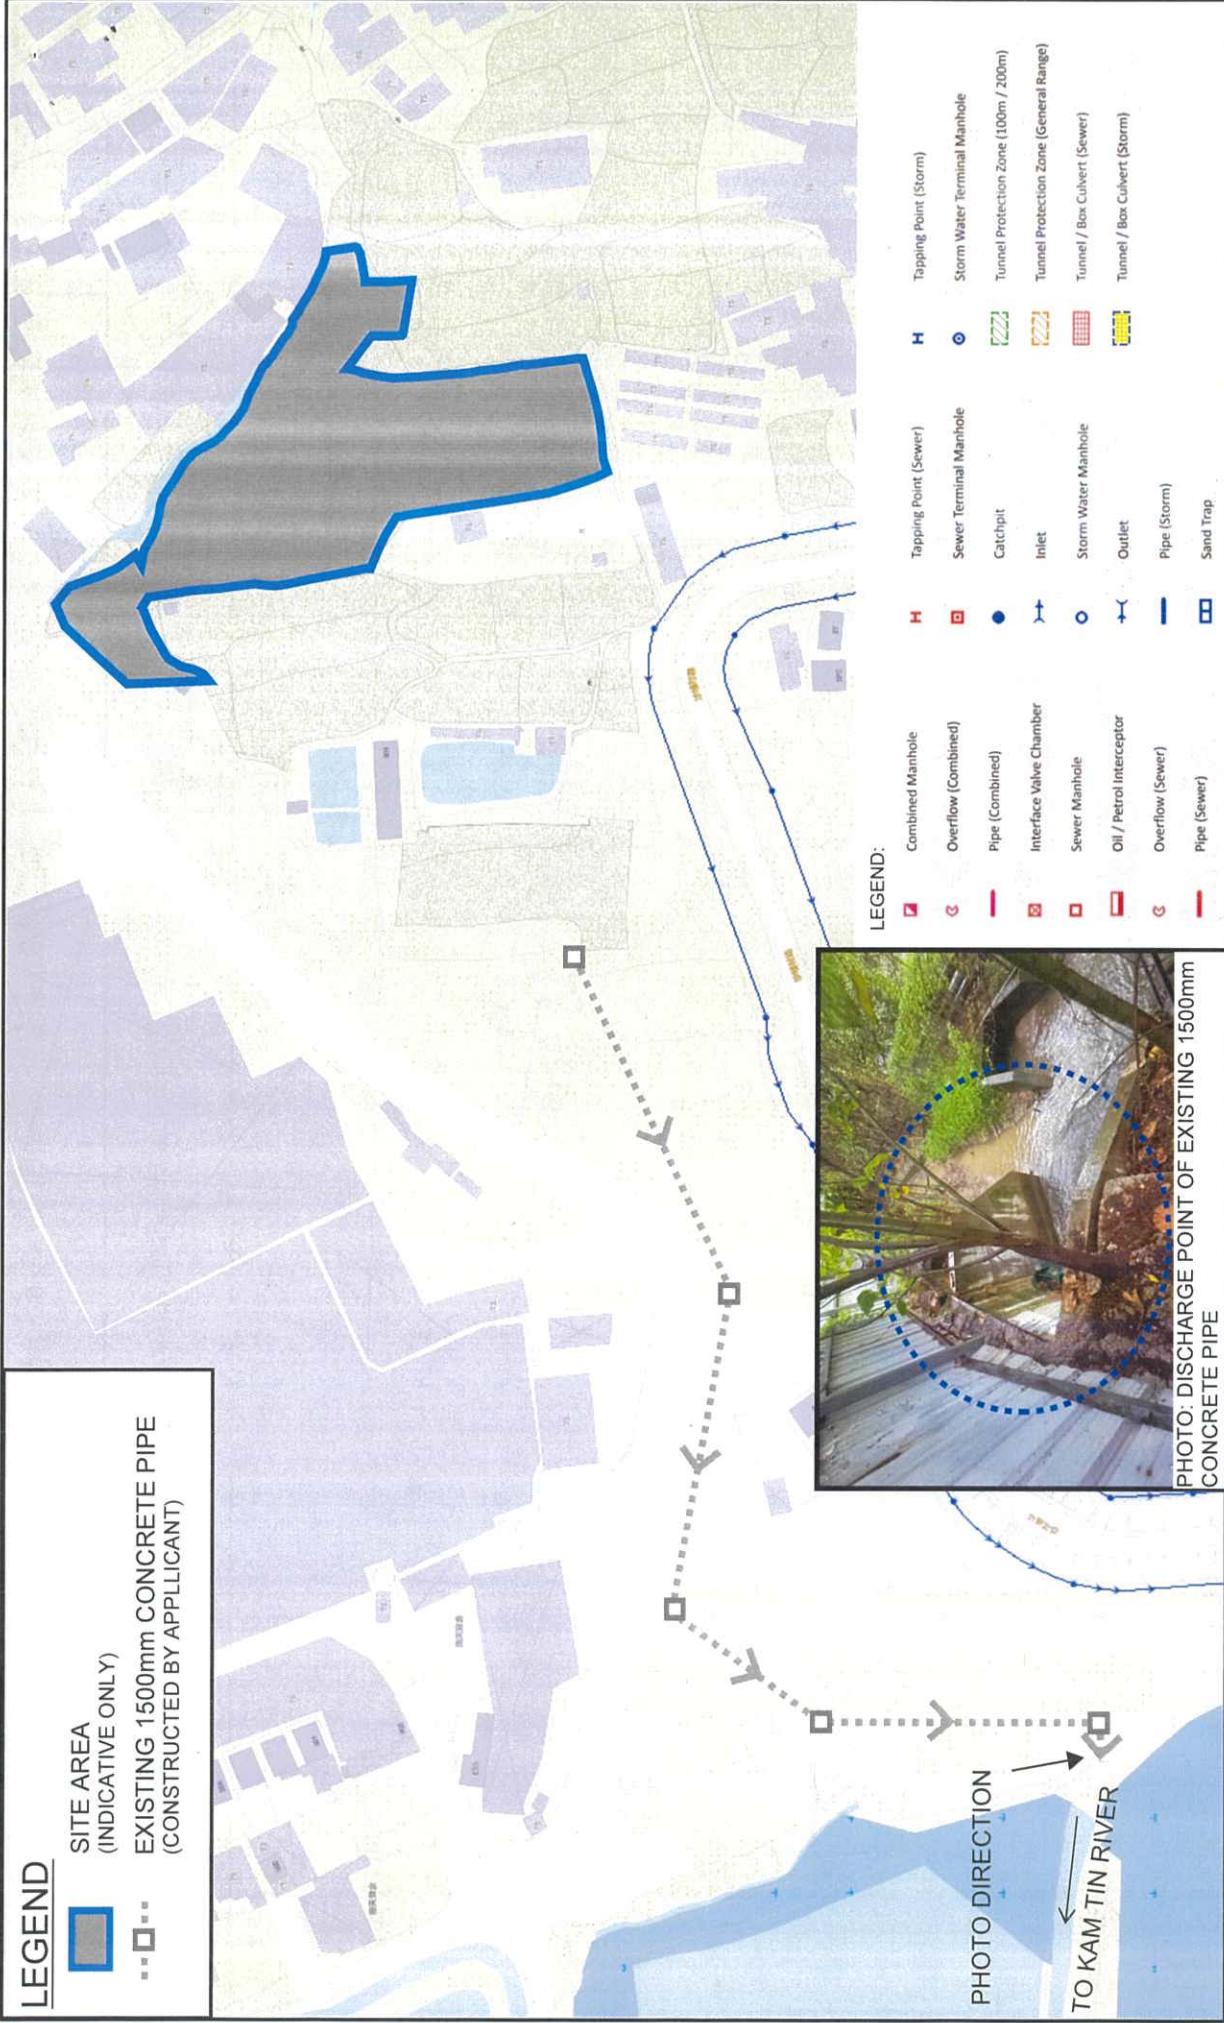 LEGEND
SITE AREA
(INDICATIVE ONLY)
EXISTING 1500mm CONCRETE PIPE
(CONSTRUCTED BY APPLLICANT)
PHOTO DIRECTION
TO KAM TIN RIVER
PHOTO: DISCHARGE POINT OF EXISTING 1500mm
CONCRETE PIPE
LEGEND:
Combined Manhole
Overflow (Combined)
Pipe (Combined)
Interface Valve Chamber
Sewer Manhole
Oil / Petrol Interceptor
Overflow (Sewer)
Pipe (Sewer)
Tapping Point (Sewer)
Sewer Terminal Manhole
Catchpit
Inlet
Storm Water Manhole
Outlet
Pipe (Storm)
Sand Trap
Tapping Point (Storm)
Storm Water Terminal Manhole
Tunnel Protection Zone (100m / 200m)
Tunnel Protection Zone (General Range)
Tunnel / Box Culvert (Sewer)
Tunnel / Box Culvert (Storm)